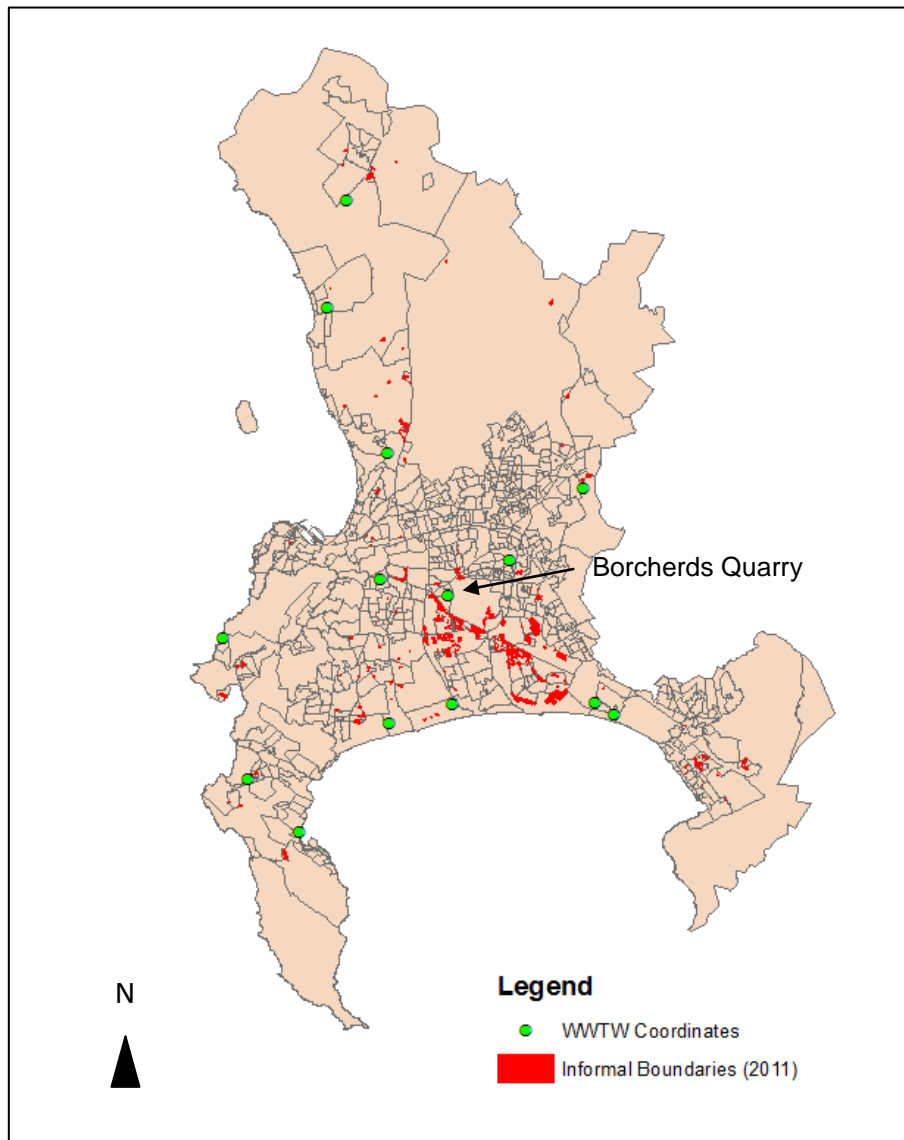 Borcherds Quarry
N
Legend
WWTW Coordinates
Informal Boundaries (2011)